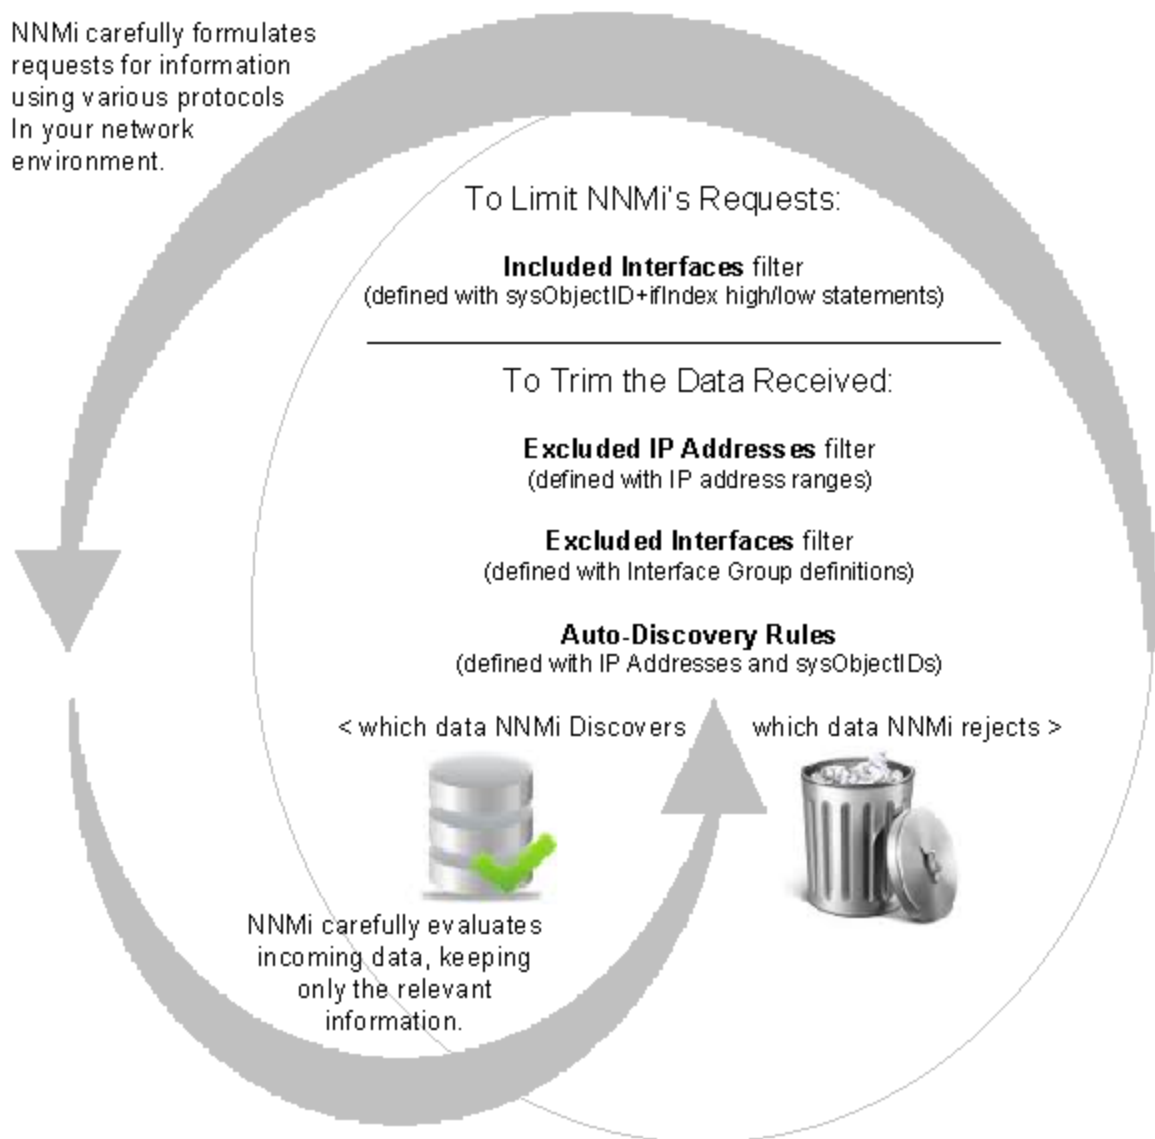 NNMi carefully formulates
requests for information
using various protocols
In your network
environment.
To Limit NNMi's Requests:
Included Interfaces filter
(defined with sysObjectID+ifIndex high/low statements)
To Trim the Data Received:
Excluded IP Addresses filter
(defined with IP address ranges)
Excluded Interfaces filter
(defined with Interface Group definitions)
Auto-Discovery Rules
(defined with IP Addresses and sysObjectIDs)
< which data NNMi Discovers which data NNMi rejects >
NNMi carefully evaluates
incoming data, keeping
only the relevant
information.